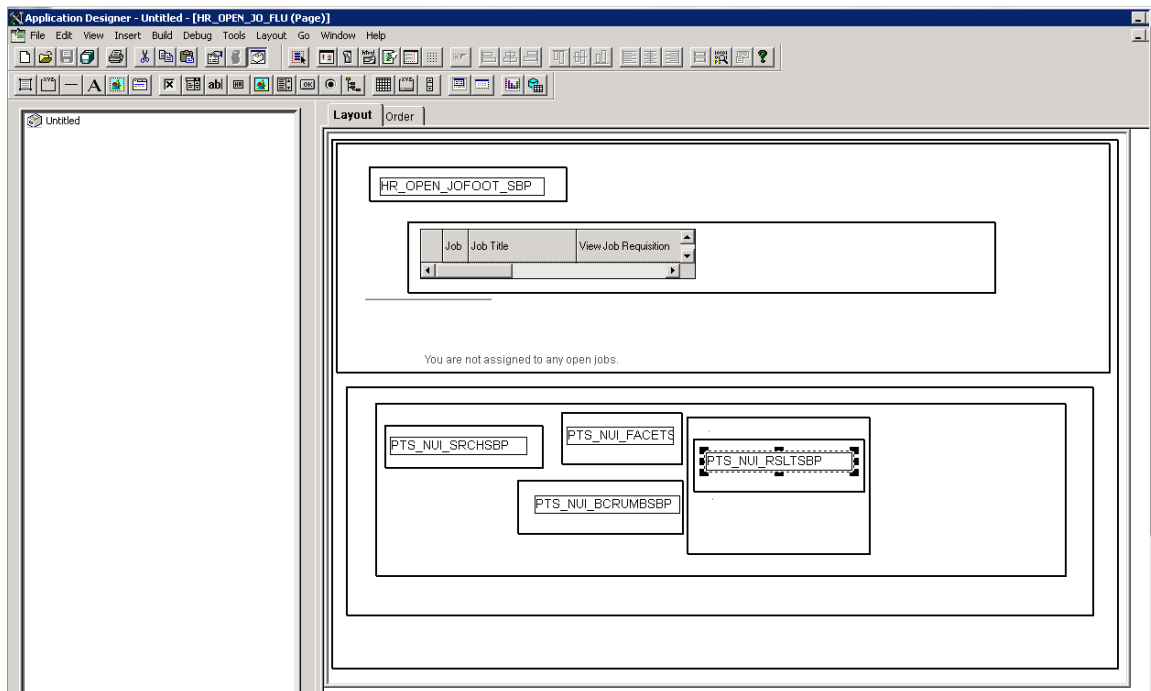 Application Designer - Untitled - [HR_OPEN_JO_FLU (Page)]
File Edit View Insert Build Debug Tools Layout Go Window Help
Untitled
Layout Order
HR_OPEN_JOFOOT_SBP
Job Job Title View Job Requisition
You are not assigned to any open jobs.
PTS_NUI_SRCHSBP
PTS_NUI_FACETS
PTS_NUI_RSLTSBP
PTS_NUI_BCRUMBSBP